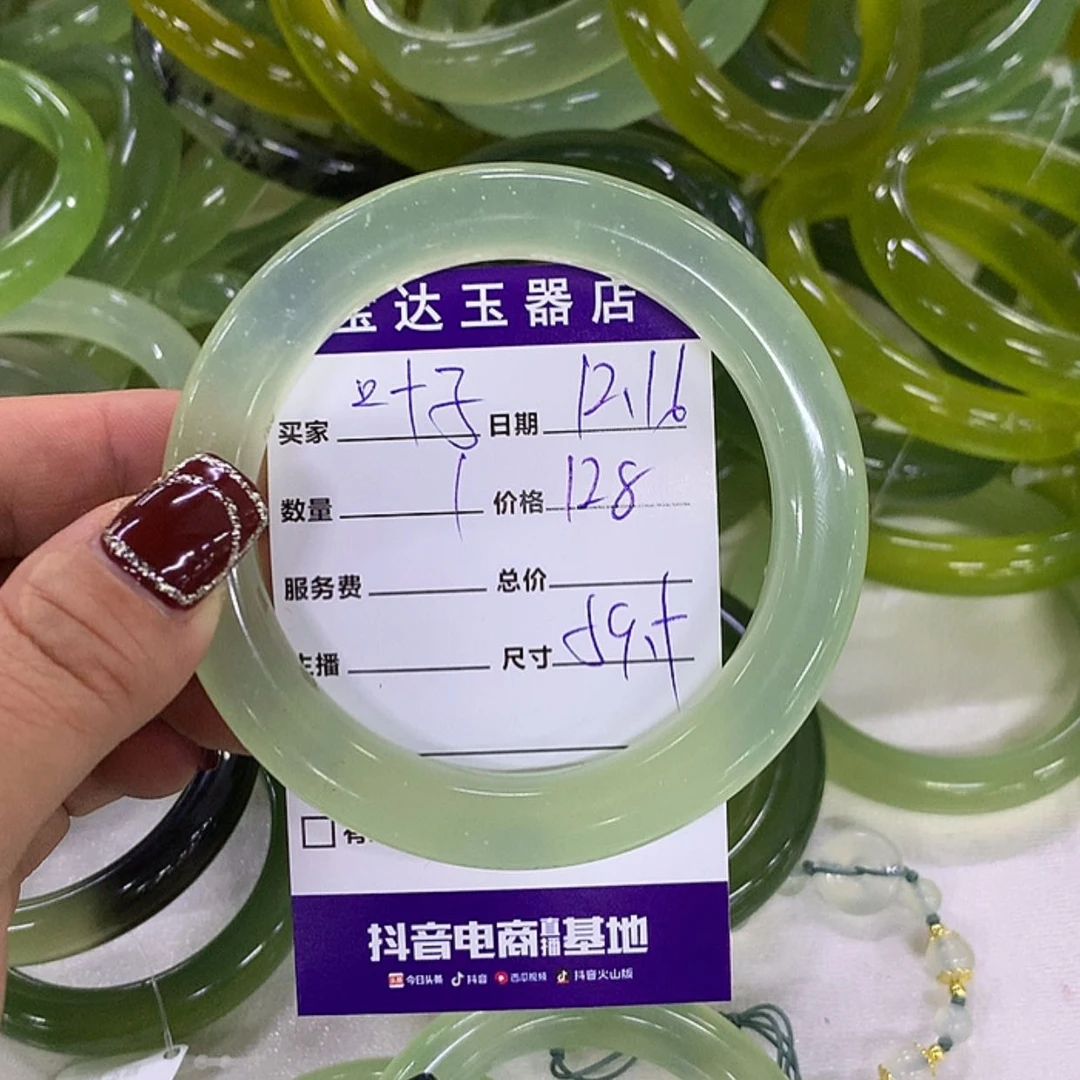 达玉器店
买家 豆十子 日期 12.16
数量 1 价格 128
服务费 总价
主播 尺寸 59.5
抖音电商直播基地
今日头条 抖音 西瓜视频 抖音火山版